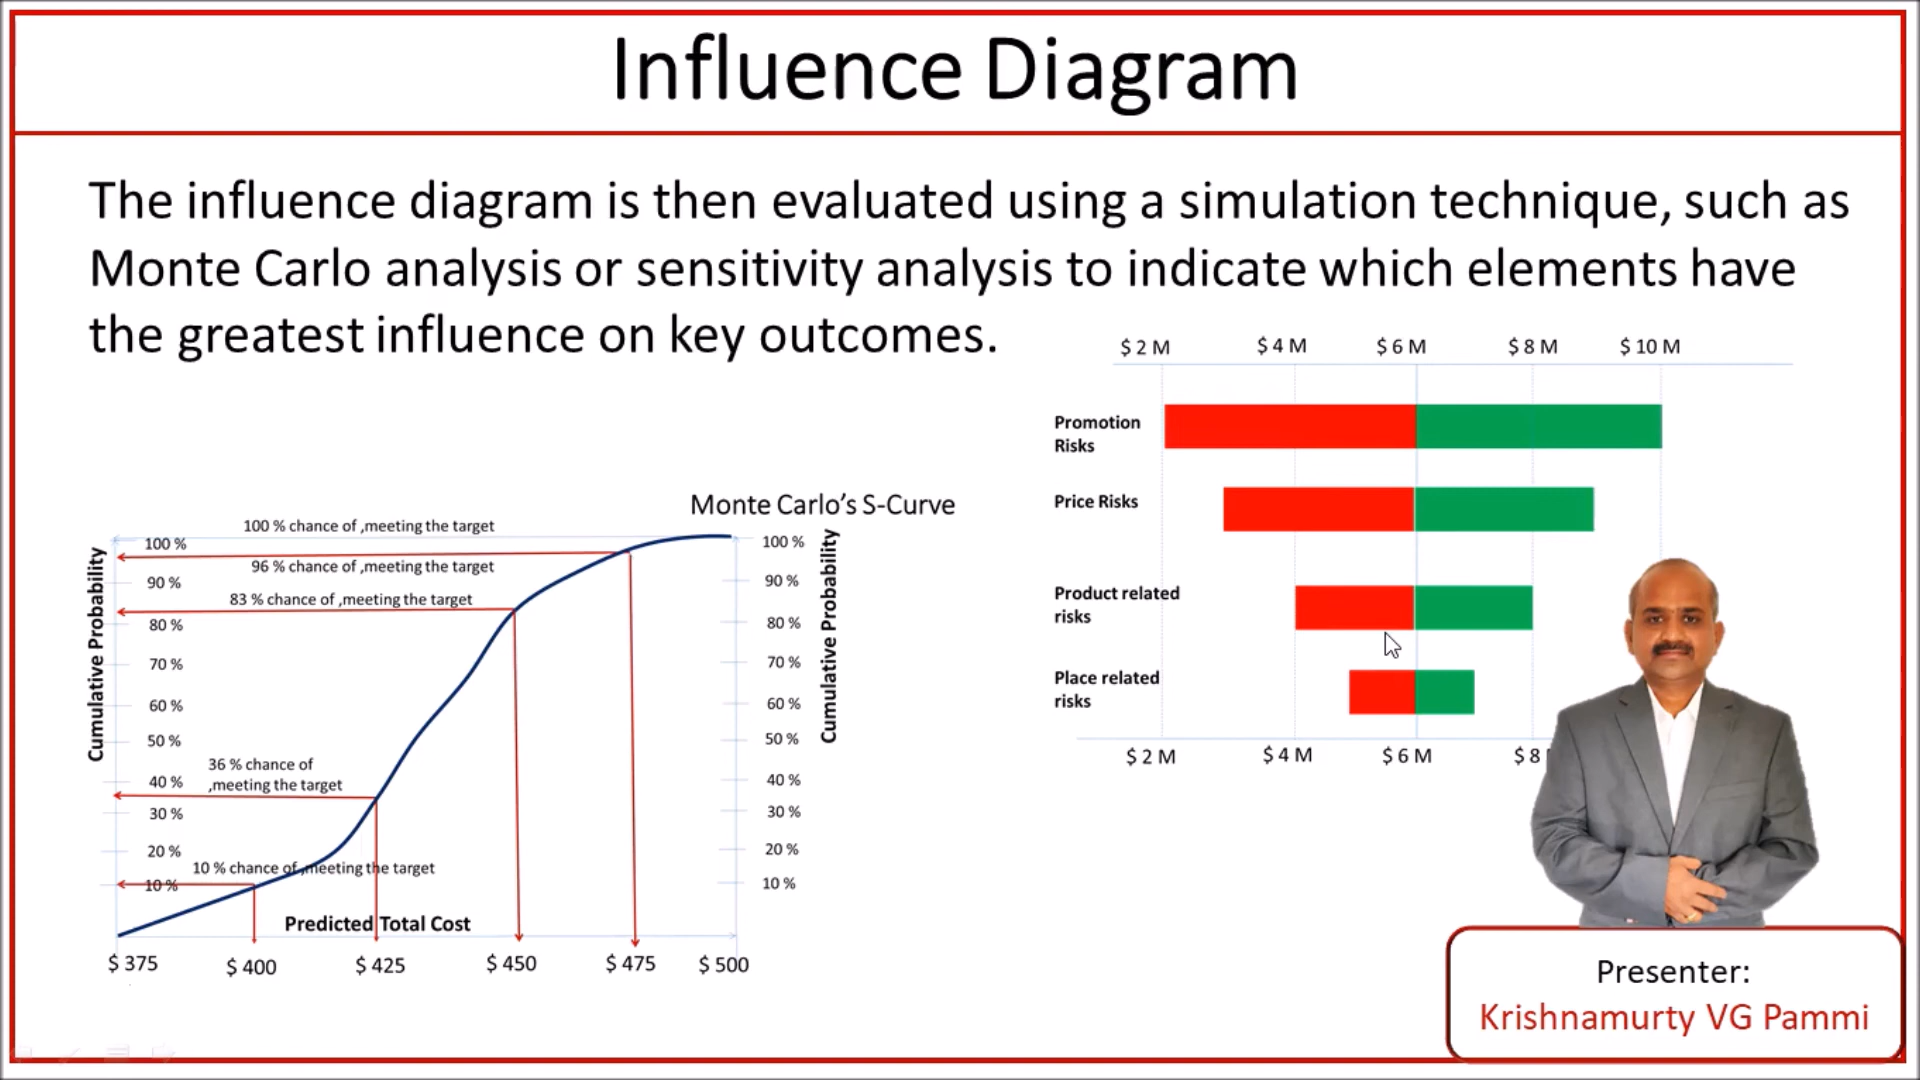 Influence Diagram
The influence diagram is then evaluated using a simulation technique, such as
Monte Carlo analysis or sensitivity analysis to indicate which elements have
the greatest influence on key outcomes.
Monte Carlo's S-Curve
100 % chance of ,meeting the target
96 % chance of ,meeting the target
83 % chance of ,meeting the target
36 % chance of
,meeting the target
10 % chance of ,meeting the target
Cumulative Probability
100 %
90 %
80 %
70 %
60 %
50 %
40 %
30 %
20 %
10 %
100 %
90 %
80 %
70 %
60 %
50 %
40 %
30 %
20 %
10 %
Cumulative Probability
Predicted Total Cost
$ 375 $ 400 $ 425 $ 450 $ 475 $ 500
$ 2 M $ 4 M $ 6 M $ 8 M $ 10 M
Promotion
Risks
Price Risks
Product related
risks
Place related
risks
$ 2 M $ 4 M $ 6 M $ 8
Presenter:
Krishnamurty VG Pammi